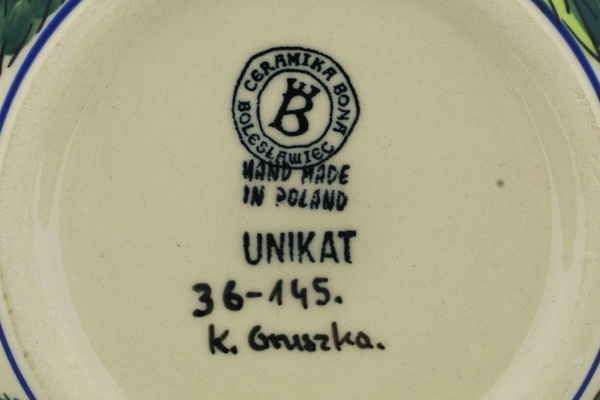 CERAMIKA BONA
B
BOLESŁAWIEC
HAND MADE
IN POLAND
UNIKAT
36-145.
K. Gruszka.